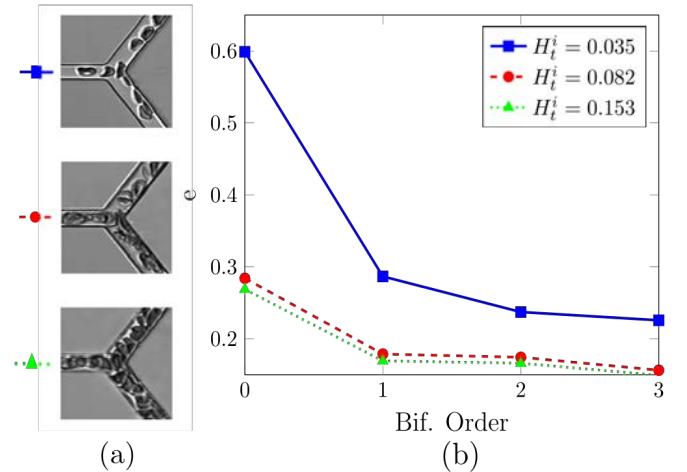 H_t^i = 0.035
H_t^i = 0.082
H_t^i = 0.153
0.6
0.5
0.4
0.3
0.2
e
0 1 2 3
Bif. Order
(a) (b)